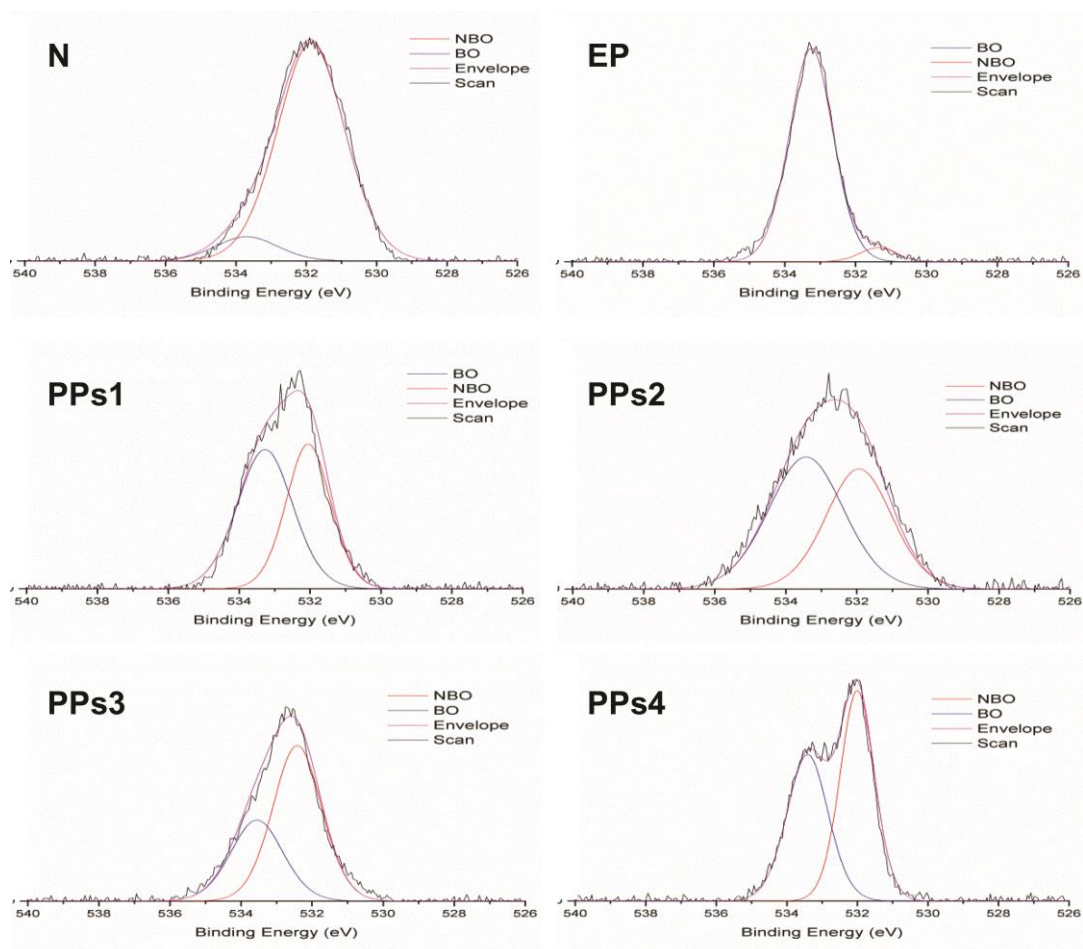 N
NBO
BO
Envelope
Scan
540 538 536 534 532 530 528 526
Binding Energy (eV)
EP
BO
NBO
Envelope
Scan
540 538 536 534 532 530 528 526
Binding Energy (eV)
PPs1
BO
NBO
Envelope
Scan
540 538 536 534 532 530 528 526
Binding Energy (eV)
PPs2
NBO
BO
Envelope
Scan
540 538 536 534 532 530 528 526
Binding Energy (eV)
PPs3
NBO
BO
Envelope
Scan
540 538 536 534 532 530 528 526
Binding Energy (eV)
PPs4
NBO
BO
Envelope
Scan
540 538 536 534 532 530 528 526
Binding Energy (eV)